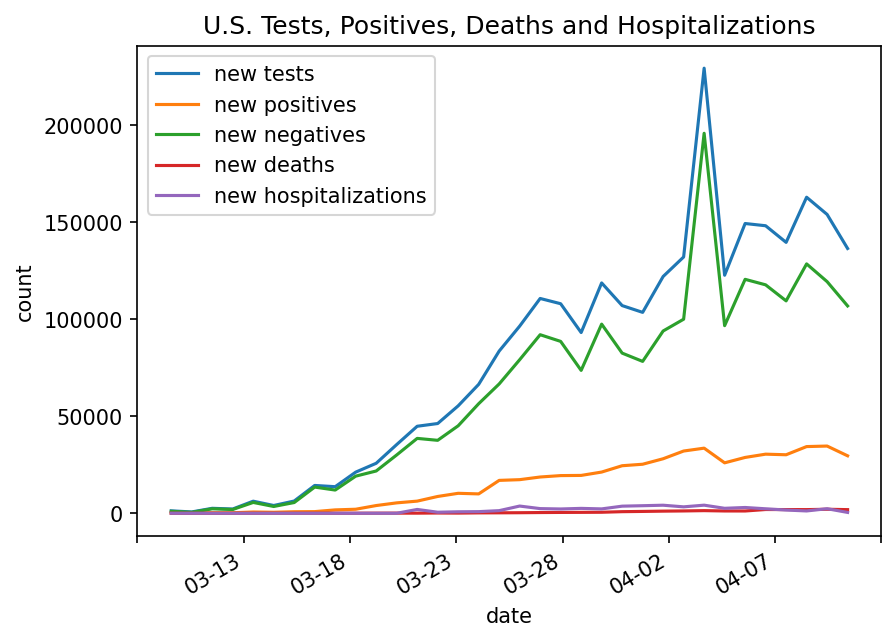 U.S. Tests, Positives, Deaths and Hospitalizations
new tests
new positives
new negatives
new deaths
new hospitalizations
200000
150000
100000
50000
0
count
03-13
03-18
03-23
03-28
04-02
04-07
date